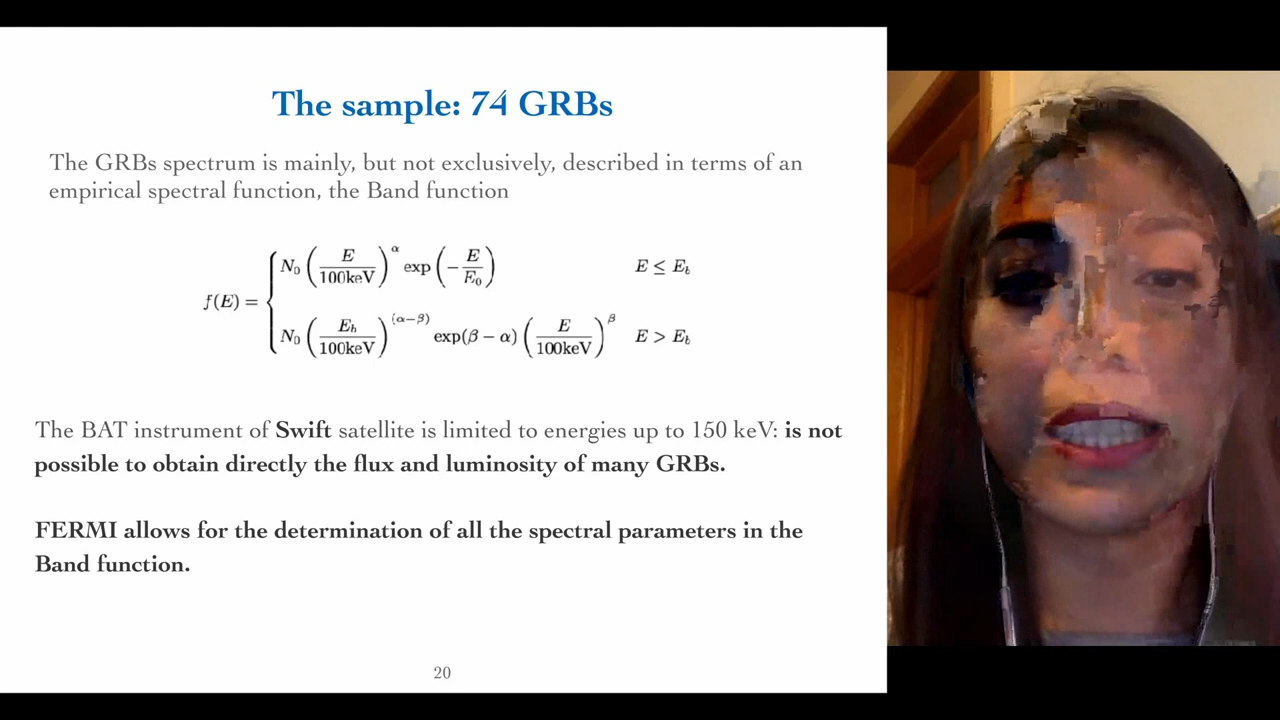 The sample: 74 GRBs
The GRBs spectrum is mainly, but not exclusively, described in terms of an
empirical spectral function, the Band function
f(E) = { N₀ (E/100keV)^α exp(−E/E₀) E ≤ E_b
N₀ (E_b/100keV)^(α−β) exp(β − α) (E/100keV)^β E > E_b
The BAT instrument of Swift satellite is limited to energies up to 150 keV: is not
possible to obtain directly the flux and luminosity of many GRBs.
FERMI allows for the determination of all the spectral parameters in the
Band function.
20